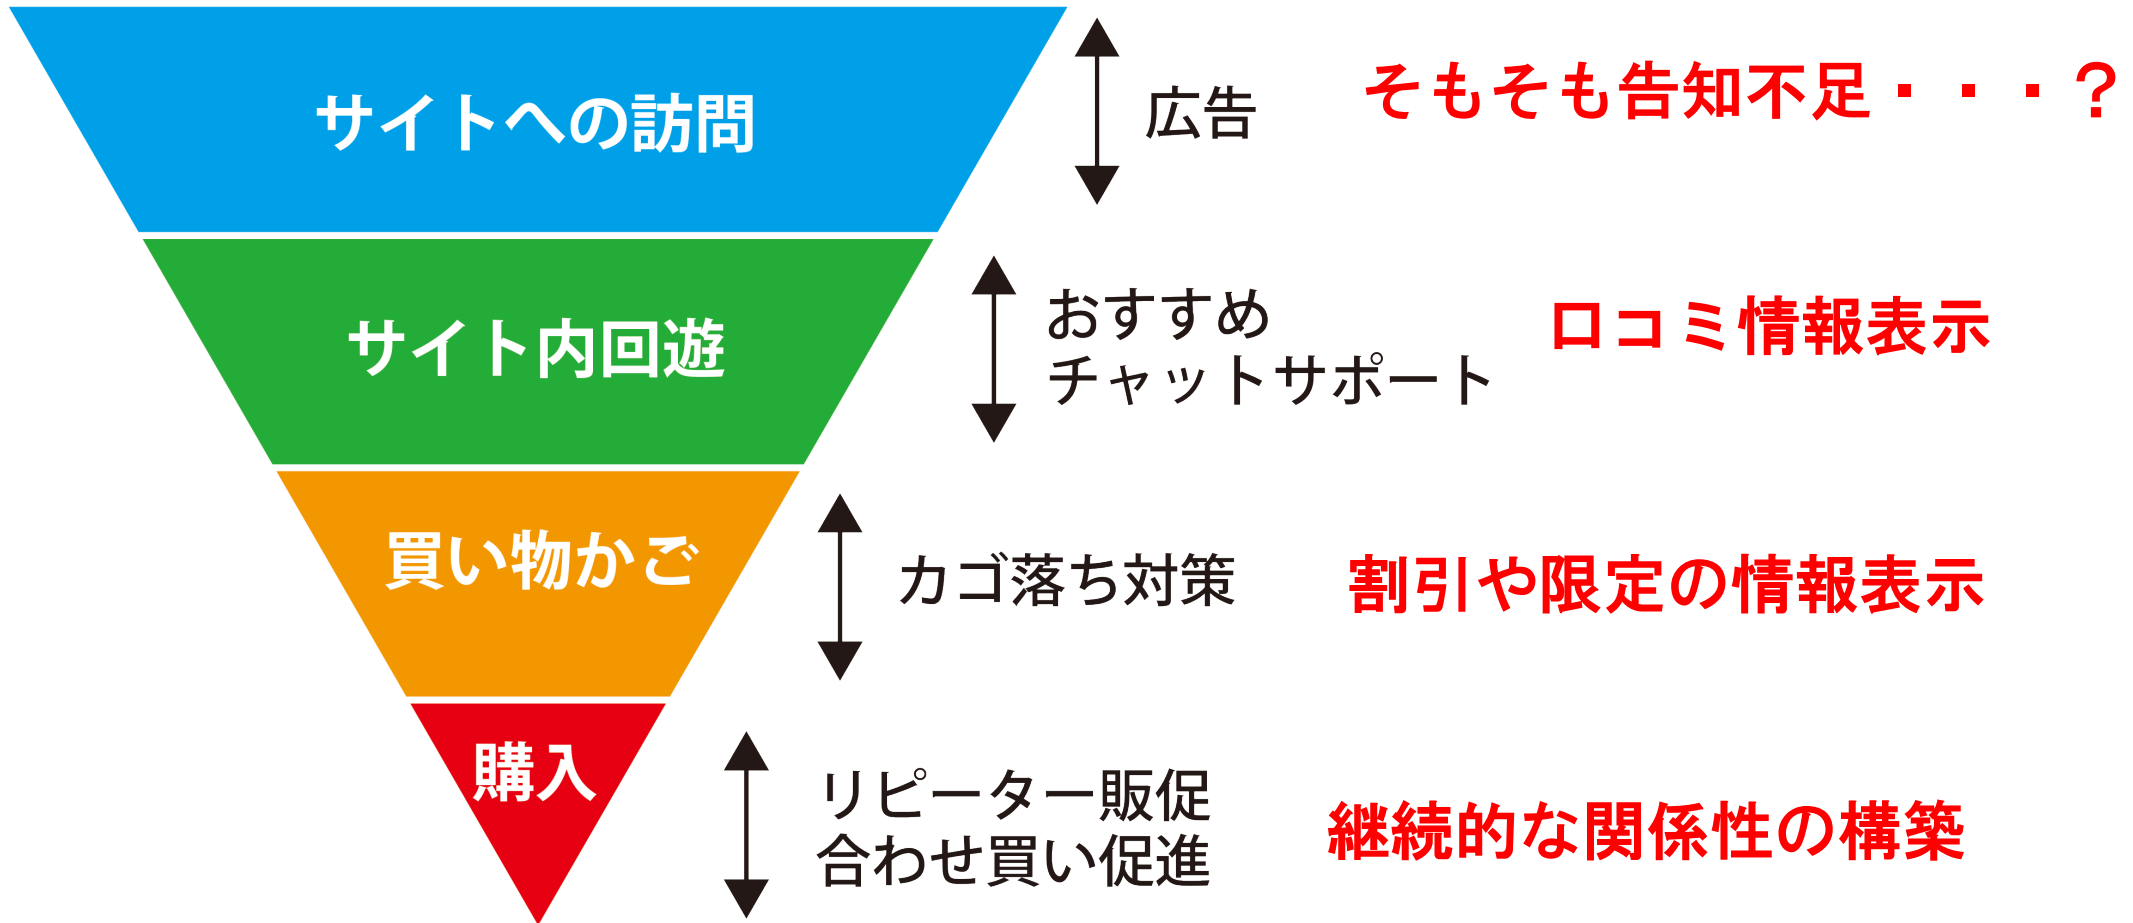 サイトへの訪問
広告
そもそも告知不足・・・？
サイト内回遊
おすすめ
チャットサポート
口コミ情報表示
買い物かご
カゴ落ち対策
割引や限定の情報表示
購入
リピーター販促
合わせ買い促進
継続的な関係性の構築